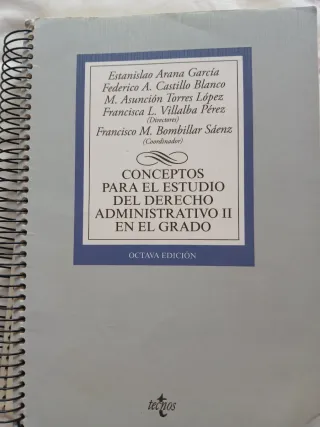 Estanislao Arana García
Federico A. Castillo Blanco
M. Asunción Torres López
Francisca L. Villalba Pérez
(Directores)
Francisco M. Bombillar Sáenz
(Coordinador)
CONCEPTOS
PARA EL ESTUDIO
DEL DERECHO
ADMINISTRATIVO II
EN EL GRADO
OCTAVA EDICIÓN
tecnos